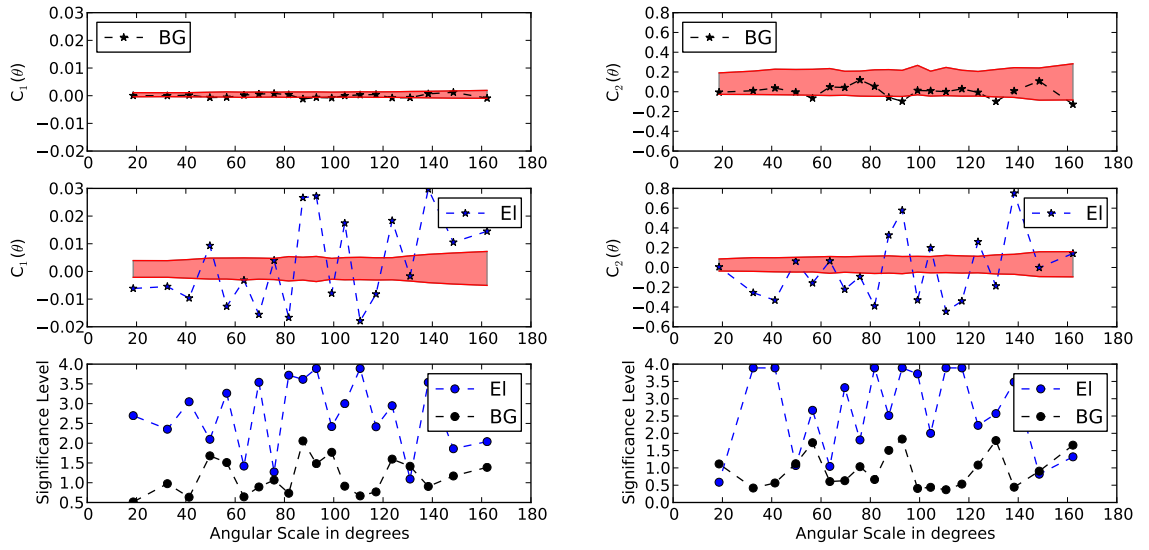 0.03 0.02 0.01 0.00 −0.01 −0.02
C₁(θ)
BG
0 20 40 60 80 100 120 140 160 180
0.8 0.6 0.4 0.2 0.0 −0.2 −0.4 −0.6
C₂(θ)
BG
0 20 40 60 80 100 120 140 160 180
0.03 0.02 0.01 0.00 −0.01 −0.02
C₁(θ)
EI
0 20 40 60 80 100 120 140 160 180
0.8 0.6 0.4 0.2 0.0 −0.2 −0.4 −0.6
C₂(θ)
EI
0 20 40 60 80 100 120 140 160 180
4.0 3.5 3.0 2.5 2.0 1.5 1.0 0.5
Significance Level
EI
BG
0 20 40 60 80 100 120 140 160 180
Angular Scale in degrees
4.0 3.5 3.0 2.5 2.0 1.5 1.0 0.5 0.0
Significance Level
EI
BG
0 20 40 60 80 100 120 140 160 180
Angular Scale in degrees